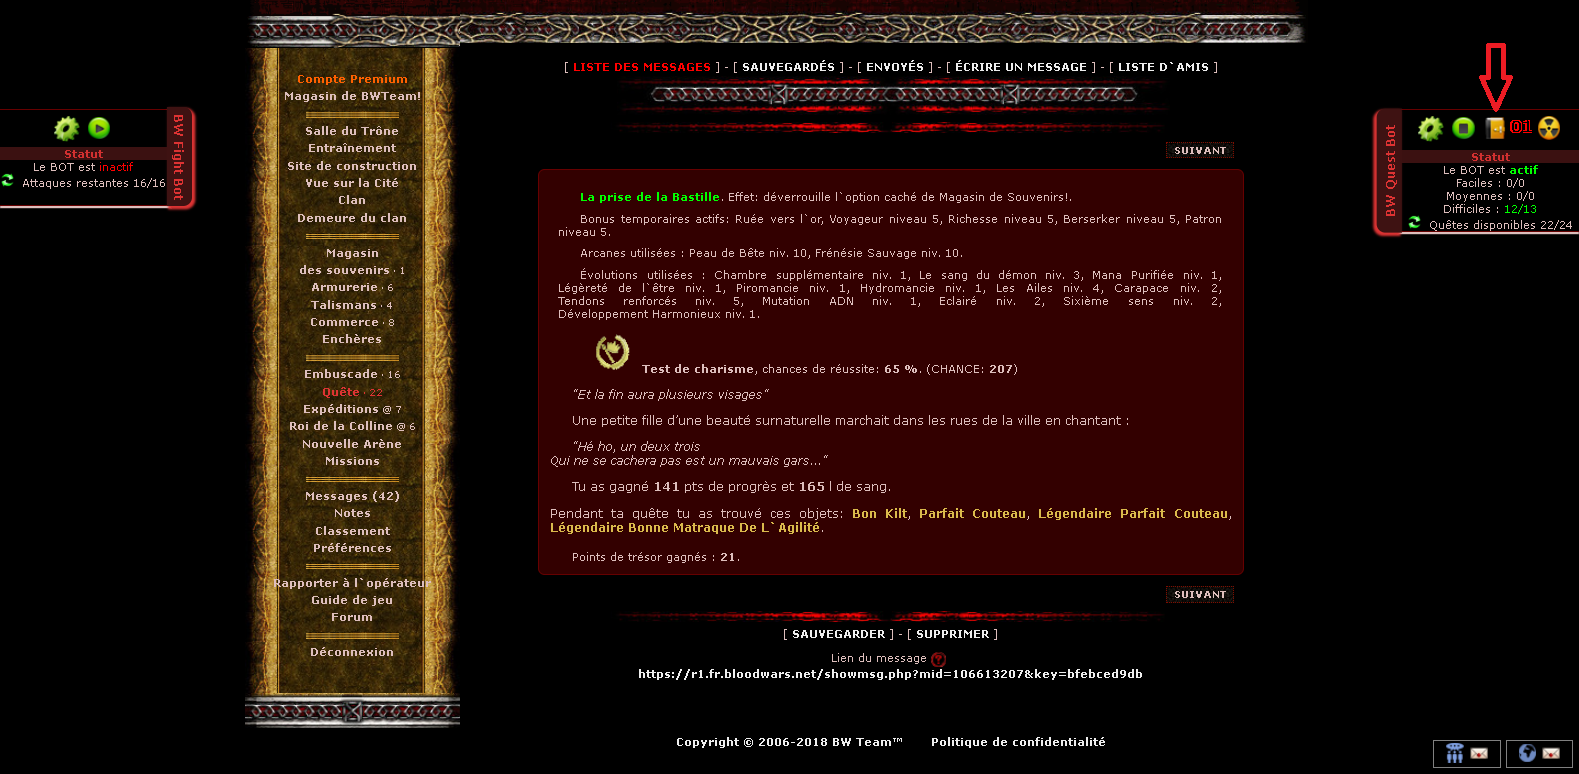 [ LISTE DES MESSAGES ] - [ SAUVEGARDÉS ] - [ ENVOYÉS ] - [ ÉCRIRE UN MESSAGE ] - [ LISTE D`AMIS ]
Compte Premium
Magasin de BWTeam!
Salle du Trône
Entraînement
Site de construction
Vue sur la Cité
Clan
Demeure du clan
Magasin
des souvenirs · 1
Armurerie · 6
Talismans · 4
Commerce · 8
Enchères
Embuscade · 16
Quête · 22
Expéditions @ 7
Roi de la Colline @ 6
Nouvelle Arène
Missions
Messages (42)
Notes
Classement
Préférences
Rapporter à l`opérateur
Guide de jeu
Forum
Déconnexion
BW Fight Bot
Statut
Le BOT est inactif
Attaques restantes 16/16
SUIVANT
La prise de la Bastille. Effet: déverrouille l`option caché de Magasin de Souvenirs!.
Bonus temporaires actifs: Ruée vers l`or, Voyageur niveau 5, Richesse niveau 5, Berserker niveau 5, Patron
niveau 5.
Arcanes utilisées : Peau de Bête niv. 10, Frénésie Sauvage niv. 10.
Évolutions utilisées : Chambre supplémentaire niv. 1, Le sang du démon niv. 3, Mana Purifiée niv. 1,
Légèreté de l`être niv. 1, Piromancie niv. 1, Hydromancie niv. 1, Les Ailes niv. 4, Carapace niv. 2,
Tendons renforcés niv. 5, Mutation ADN niv. 1, Eclairé niv. 2, Sixième sens niv. 2,
Développement Harmonieux niv. 1.
Test de charisme, chances de réussite: 65 %. (CHANCE: 207)
“Et la fin aura plusieurs visages“
Une petite fille d’une beauté surnaturelle marchait dans les rues de la ville en chantant :
“Hé ho, un deux trois
Qui ne se cachera pas est un mauvais gars...“
Tu as gagné 141 pts de progrès et 165 l de sang.
Pendant ta quête tu as trouvé ces objets: Bon Kilt, Parfait Couteau, Légendaire Parfait Couteau,
Légendaire Bonne Matraque De L`Agilité.
Points de trésor gagnés : 21.
SUIVANT
[ SAUVEGARDER ] - [ SUPPRIMER ]
Lien du message ?
https://r1.fr.bloodwars.net/showmsg.php?mid=106613207&key=bfebced9db
Copyright © 2006-2018 BW Team™ Politique de confidentialité
BW Quest Bot
01
Statut
Le BOT est actif
Faciles : 0/0
Moyennes : 0/0
Difficiles : 12/13
Quêtes disponibles 22/24